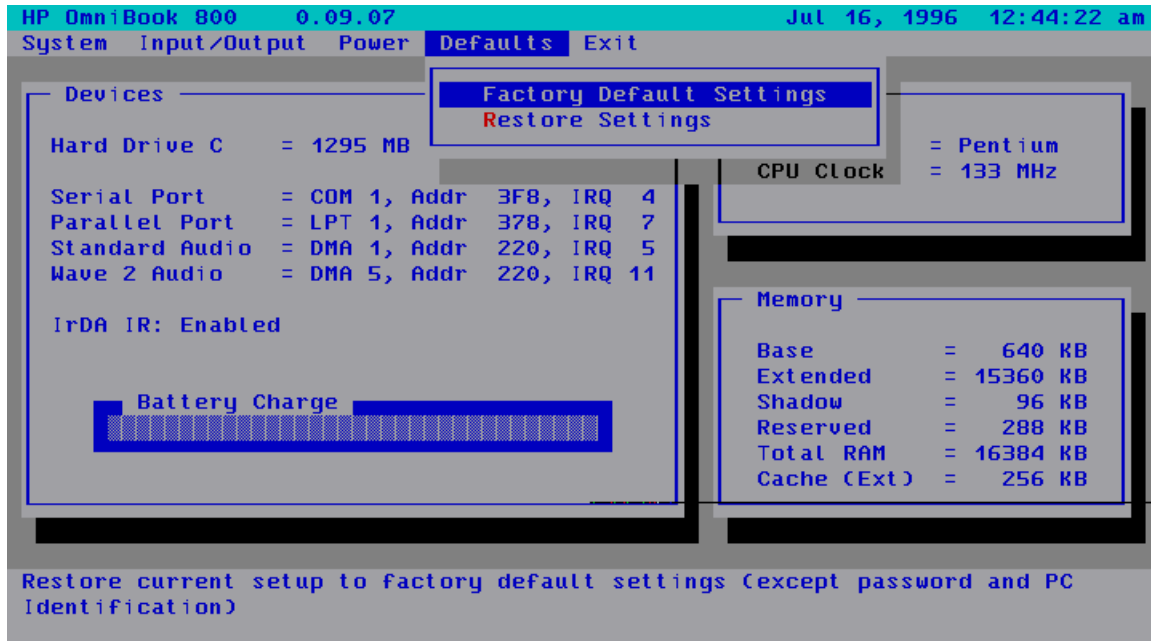 HP OmniBook 800 0.09.07 Jul 16, 1996 12:44:22 am
System Input/Output Power Defaults Exit
Factory Default Settings
Restore Settings
Devices
Hard Drive C = 1295 MB
Serial Port = COM 1, Addr 3F8, IRQ 4
Parallel Port = LPT 1, Addr 378, IRQ 7
Standard Audio = DMA 1, Addr 220, IRQ 5
Wave 2 Audio = DMA 5, Addr 220, IRQ 11
IrDA IR: Enabled
Battery Charge
= Pentium
CPU Clock = 133 MHz
Memory
Base = 640 KB
Extended = 15360 KB
Shadow = 96 KB
Reserved = 288 KB
Total RAM = 16384 KB
Cache (Ext) = 256 KB
Restore current setup to factory default settings (except password and PC
Identification)